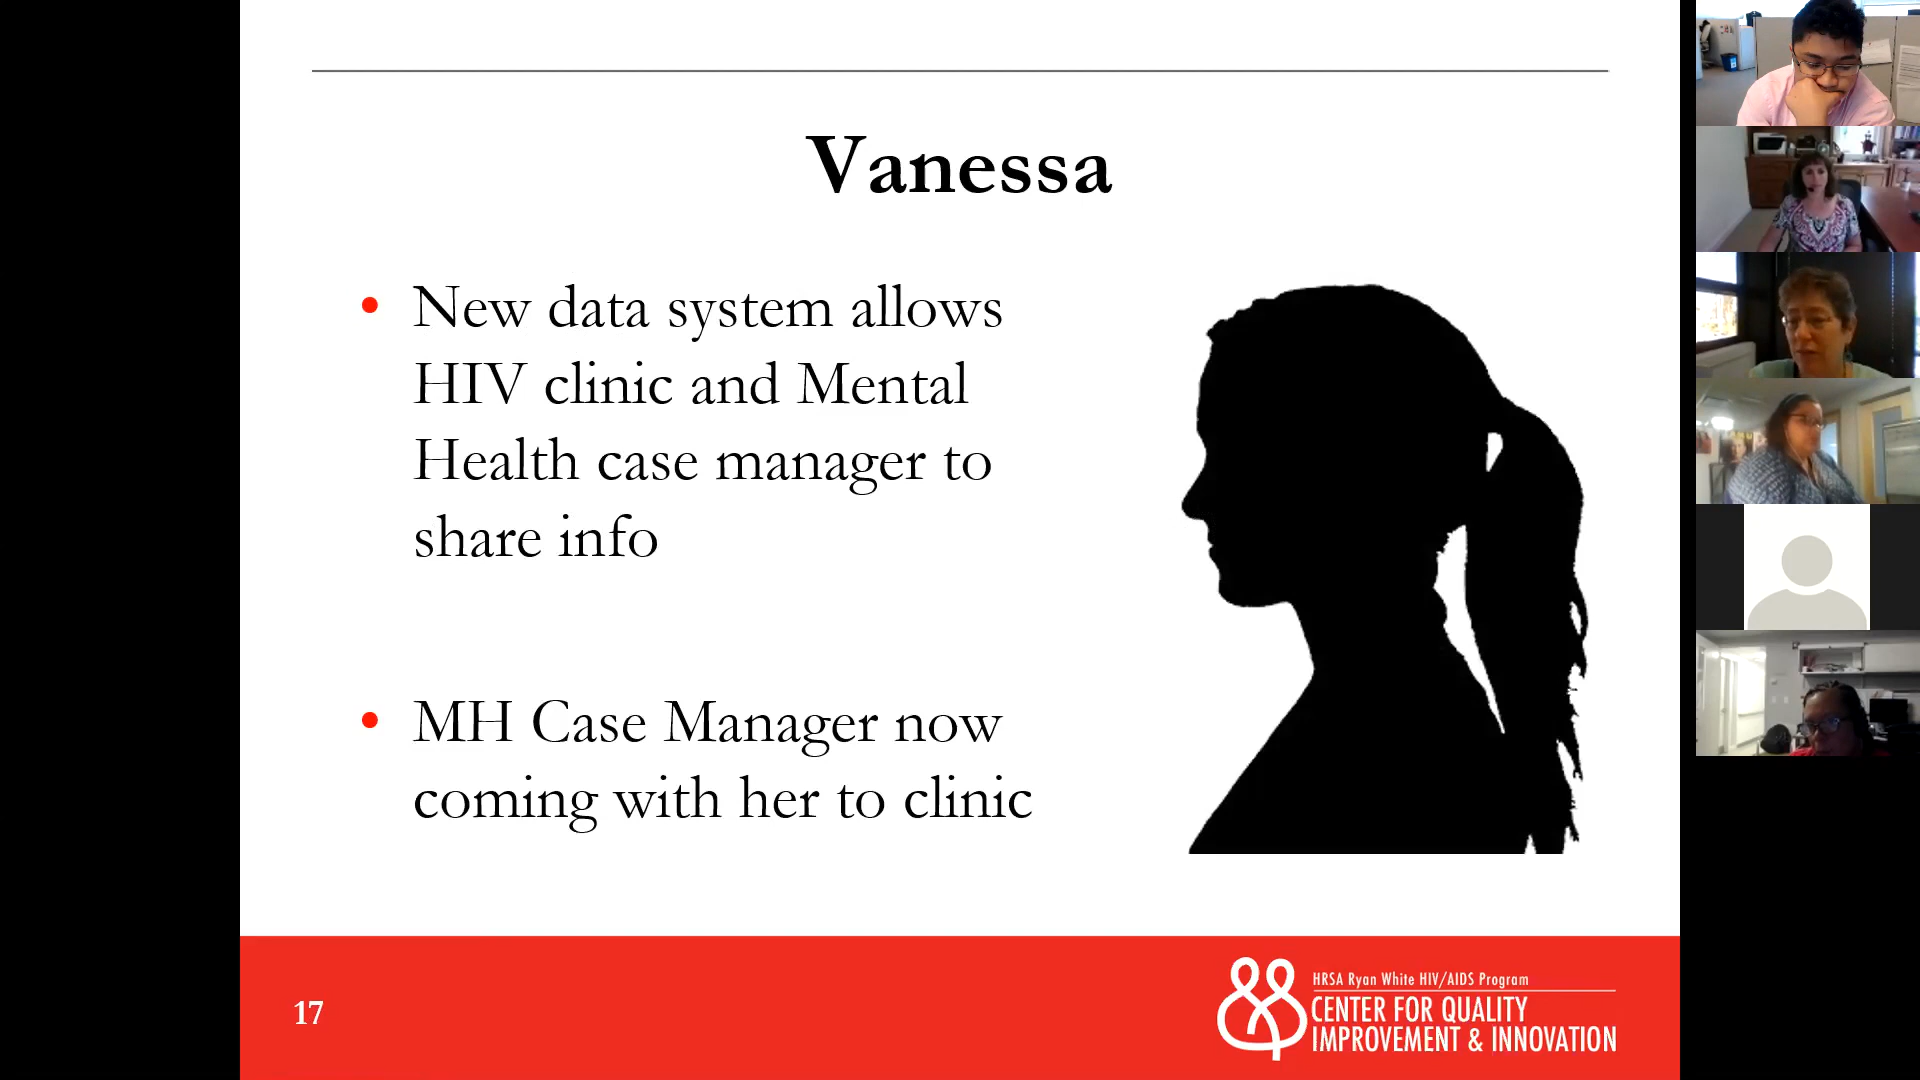 Vanessa
• New data system allows
HIV clinic and Mental
Health case manager to
share info
• MH Case Manager now
coming with her to clinic
17
HRSA Ryan White HIV/AIDS Program
CENTER FOR QUALITY
IMPROVEMENT & INNOVATION